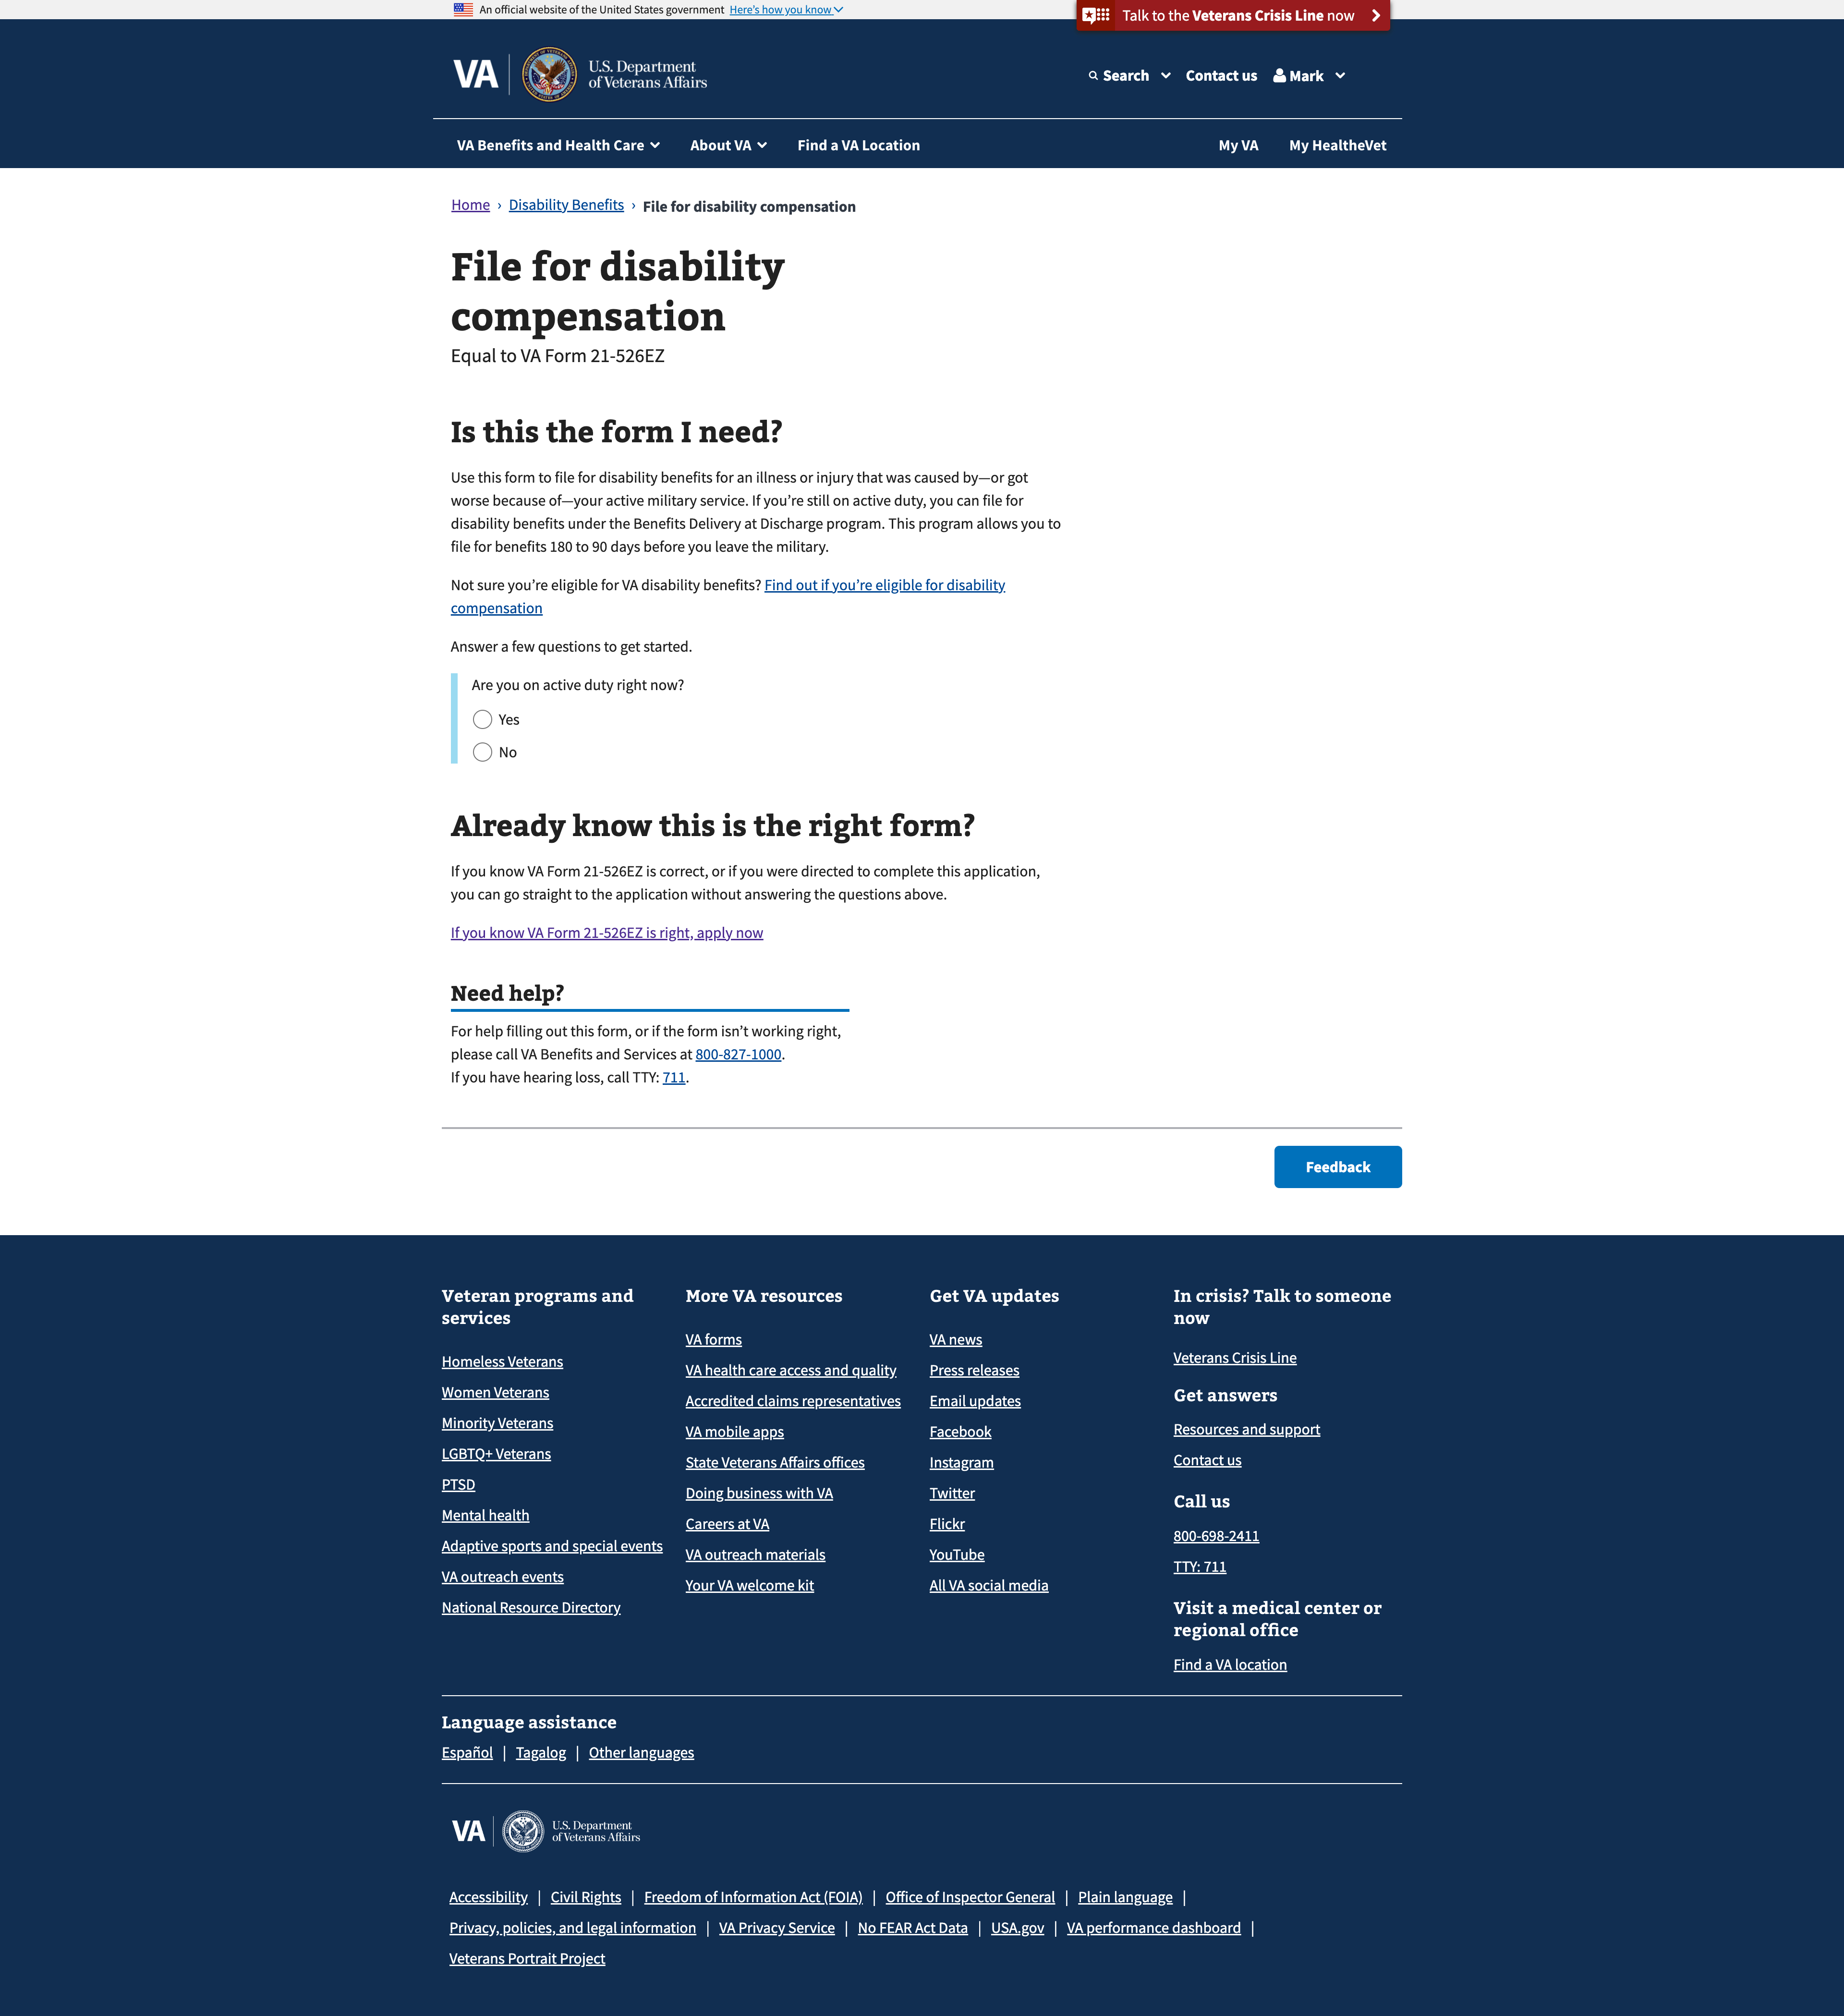 An official website of the United States government Here's how you know
Talk to the Veterans Crisis Line now
VA U.S. Department
of Veterans Affairs
Search Contact us Mark
VA Benefits and Health Care About VA Find a VA Location My VA My HealtheVet
Home › Disability Benefits › File for disability compensation
File for disability
compensation
Equal to VA Form 21-526EZ
Is this the form I need?
Use this form to file for disability benefits for an illness or injury that was caused by—or got
worse because of—your active military service. If you’re still on active duty, you can file for
disability benefits under the Benefits Delivery at Discharge program. This program allows you to
file for benefits 180 to 90 days before you leave the military.
Not sure you’re eligible for VA disability benefits? Find out if you’re eligible for disability
compensation
Answer a few questions to get started.
Are you on active duty right now?
Yes
No
Already know this is the right form?
If you know VA Form 21-526EZ is correct, or if you were directed to complete this application,
you can go straight to the application without answering the questions above.
If you know VA Form 21-526EZ is right, apply now
Need help?
For help filling out this form, or if the form isn’t working right,
please call VA Benefits and Services at 800-827-1000.
If you have hearing loss, call TTY: 711.
Feedback
Veteran programs and
services
Homeless Veterans
Women Veterans
Minority Veterans
LGBTQ+ Veterans
PTSD
Mental health
Adaptive sports and special events
VA outreach events
National Resource Directory
More VA resources
VA forms
VA health care access and quality
Accredited claims representatives
VA mobile apps
State Veterans Affairs offices
Doing business with VA
Careers at VA
VA outreach materials
Your VA welcome kit
Get VA updates
VA news
Press releases
Email updates
Facebook
Instagram
Twitter
Flickr
YouTube
All VA social media
In crisis? Talk to someone
now
Veterans Crisis Line
Get answers
Resources and support
Contact us
Call us
800-698-2411
TTY: 711
Visit a medical center or
regional office
Find a VA location
Language assistance
Español | Tagalog | Other languages
VA U.S. Department
of Veterans Affairs
Accessibility | Civil Rights | Freedom of Information Act (FOIA) | Office of Inspector General | Plain language |
Privacy, policies, and legal information | VA Privacy Service | No FEAR Act Data | USA.gov | VA performance dashboard |
Veterans Portrait Project